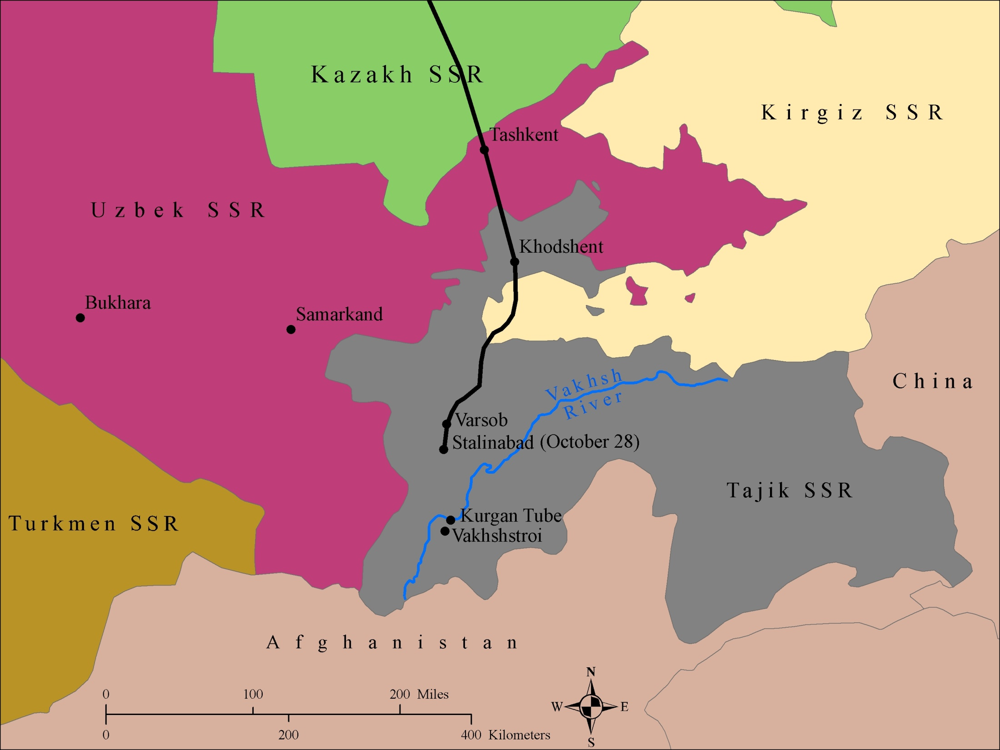 Kazakh SSR
Kirgiz SSR
Tashkent
Uzbek SSR
Khodshent
Bukhara
Samarkand
Vakhsh
River
China
Varsob
Stalinabad (October 28)
Tajik SSR
Kurgan Tube
Turkmen SSR
Vakhshstroi
Afghanistan
N
W E
S
0 100 200 Miles
0 200 400 Kilometers